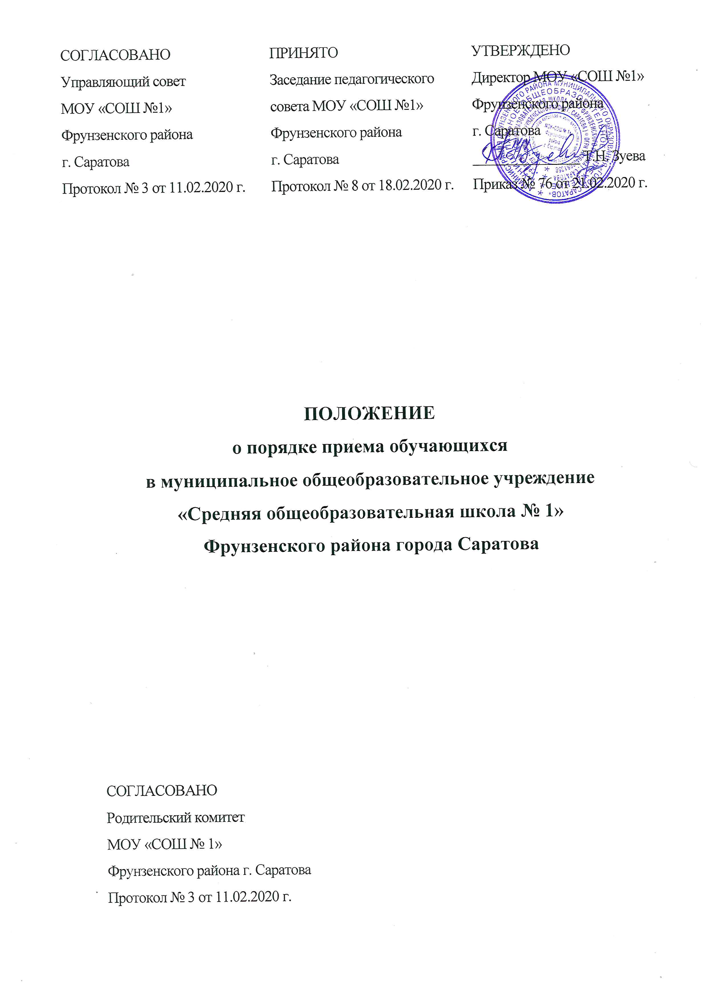 СОГЛАСОВАНО
Управляющий совет
МОУ «СОШ №1»
Фрунзенского района
г. Саратова
Протокол № 3 от 11.02.2020 г.
ПРИНЯТО
Заседание педагогического
совета МОУ «СОШ №1»
Фрунзенского района
г. Саратова
Протокол № 8 от 18.02.2020 г.
УТВЕРЖДЕНО
Директор МОУ «СОШ №1»
Фрунзенского района
г. Саратова
Т.Н. Зуева
Приказ № 76 от 21.02.2020 г.
ПОЛОЖЕНИЕ
о порядке приема обучающихся
в муниципальное общеобразовательное учреждение
«Средняя общеобразовательная школа № 1»
Фрунзенского района города Саратова
СОГЛАСОВАНО
Родительский комитет
МОУ «СОШ № 1»
Фрунзенского района г. Саратова
Протокол № 3 от 11.02.2020 г.